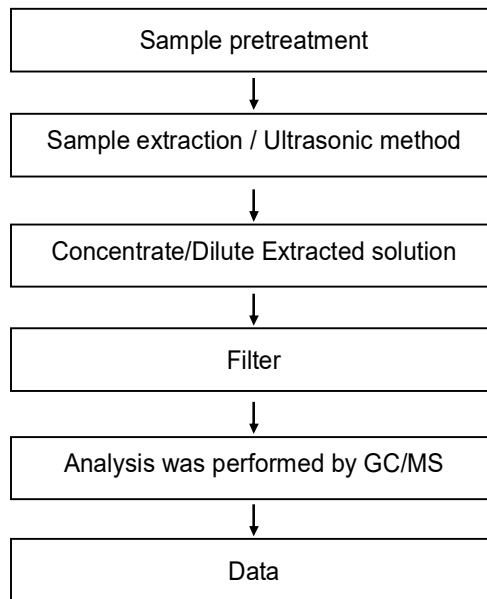 Sample pretreatment
Sample extraction / Ultrasonic method
Concentrate/Dilute Extracted solution
Filter
Analysis was performed by GC/MS
Data